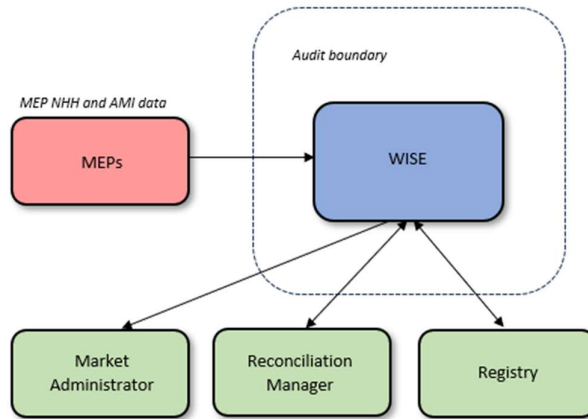 Audit boundary
MEP NHH and AMI data
MEPs
WISE
Market
Administrator
Reconciliation
Manager
Registry